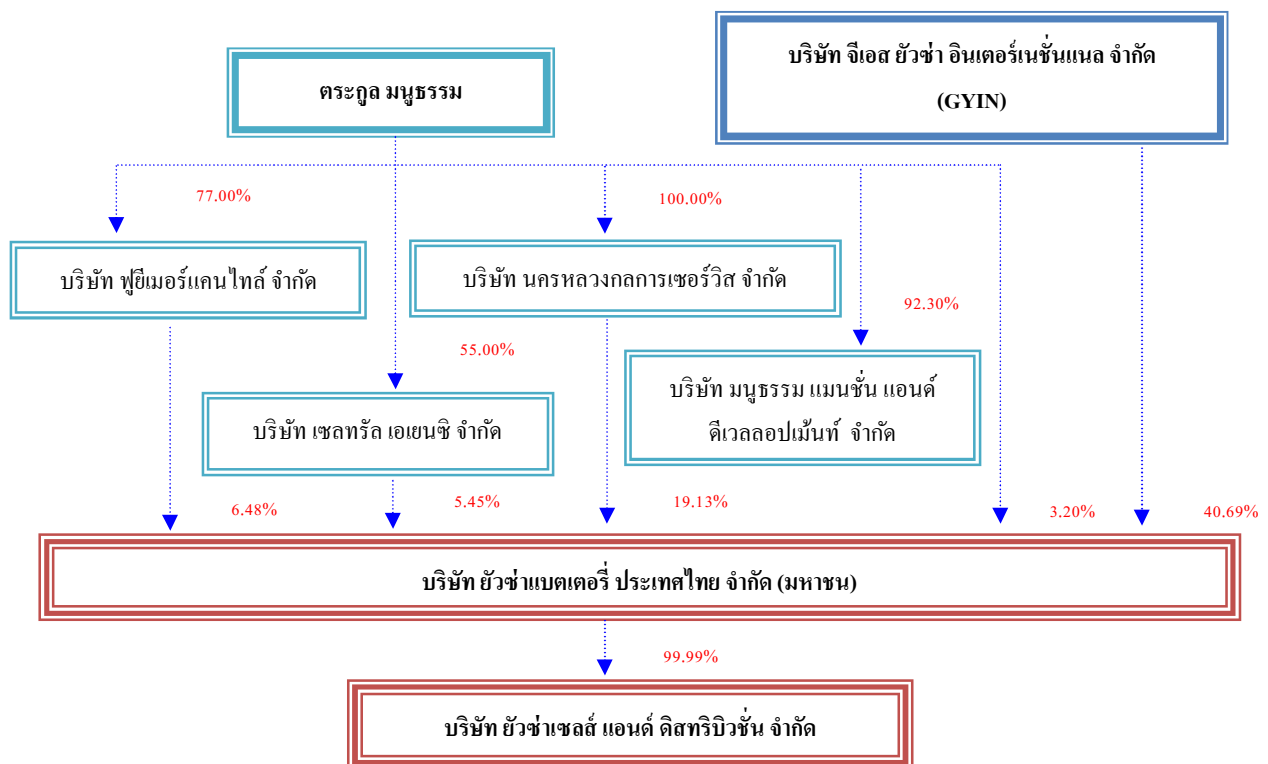 บริษัท จีเอส ยัวซ่า อินเตอร์เนชั่นแนล จำกัด
(GYIN)
ตระกูล มนูธรรม
77.00%
100.00%
บริษัท ฟูยีเมอร์แคนไทล์ จำกัด
บริษัท นครหลวงกลการเซอร์วิส จำกัด
92.30%
55.00%
บริษัท มนูธรรม แมนชั่น แอนด์
ดีเวลลอปเม้นท์ จำกัด
บริษัท เซลทรัล เอเยนซิ จำกัด
6.48%
5.45%
19.13%
3.20%
40.69%
บริษัท ยัวซ่าแบตเตอรี่ ประเทศไทย จำกัด (มหาชน)
99.99%
บริษัท ยัวซ่าเซลส์ แอนด์ ดิสทริบิวชั่น จำกัด